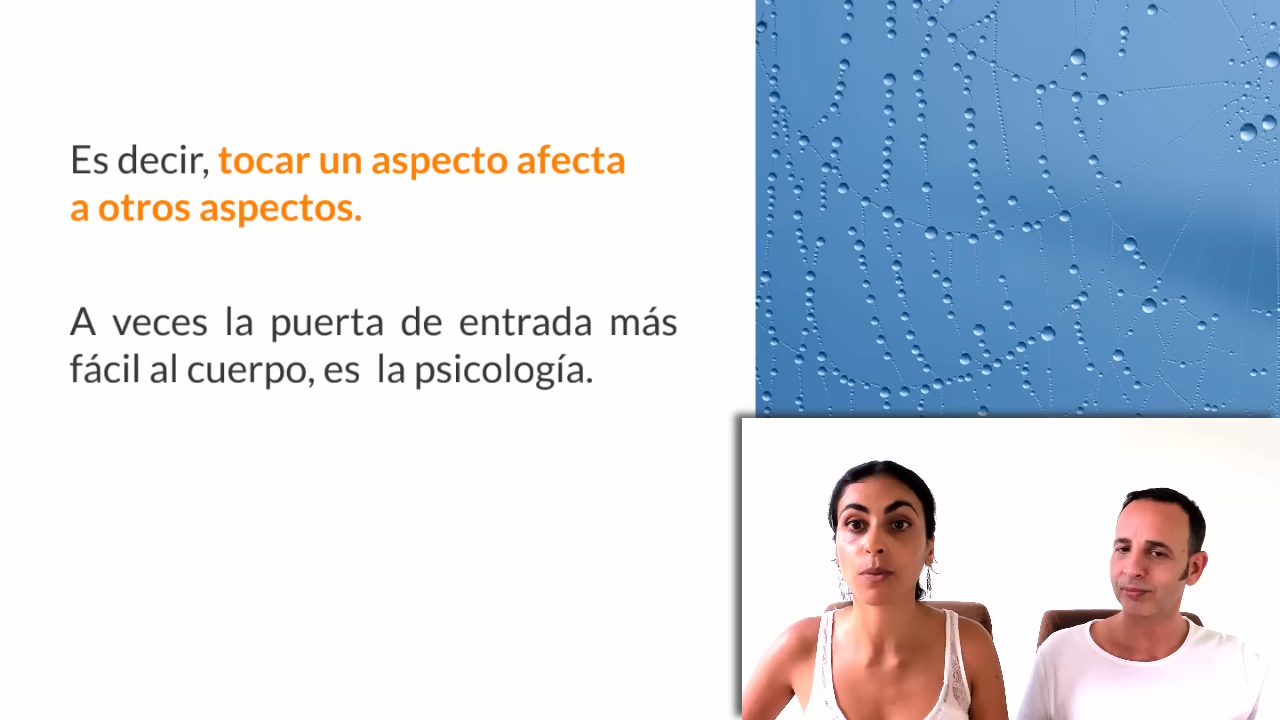 Es decir, tocar un aspecto afecta
a otros aspectos.
A veces la puerta de entrada más
fácil al cuerpo, es la psicología.